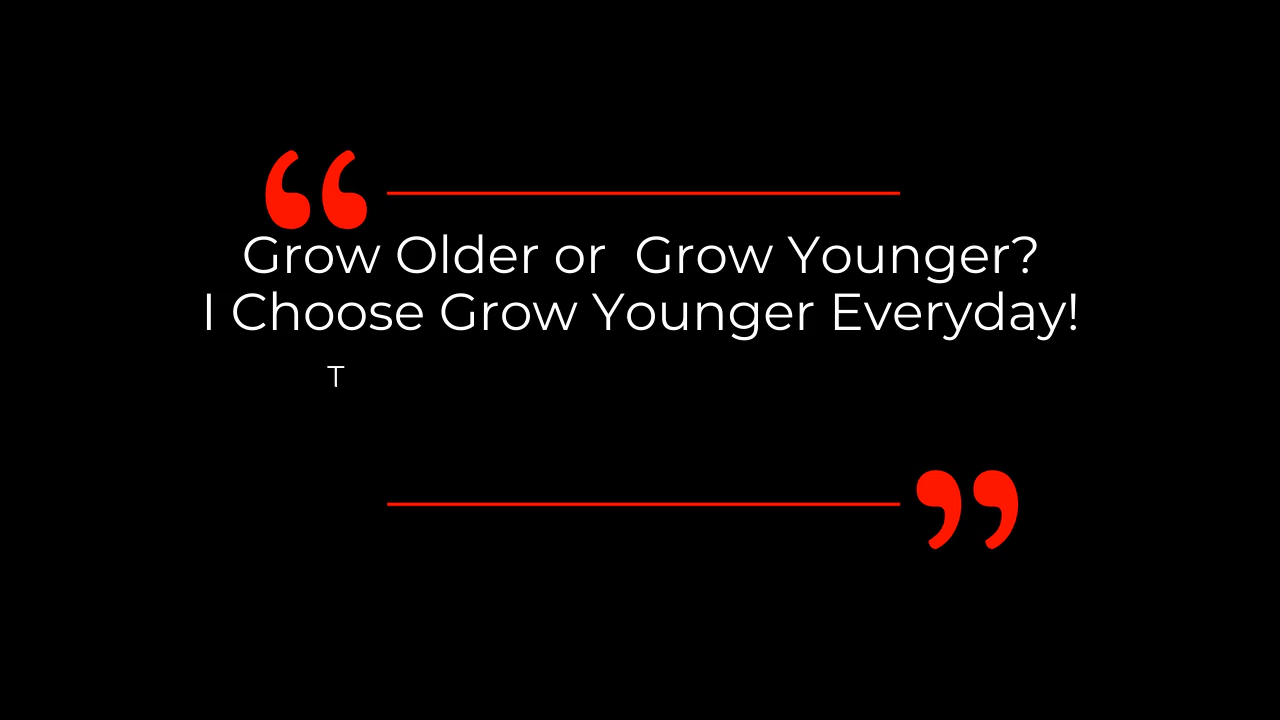 “
Grow Older or  Grow Younger?
I Choose Grow Younger Everyday!
T
”